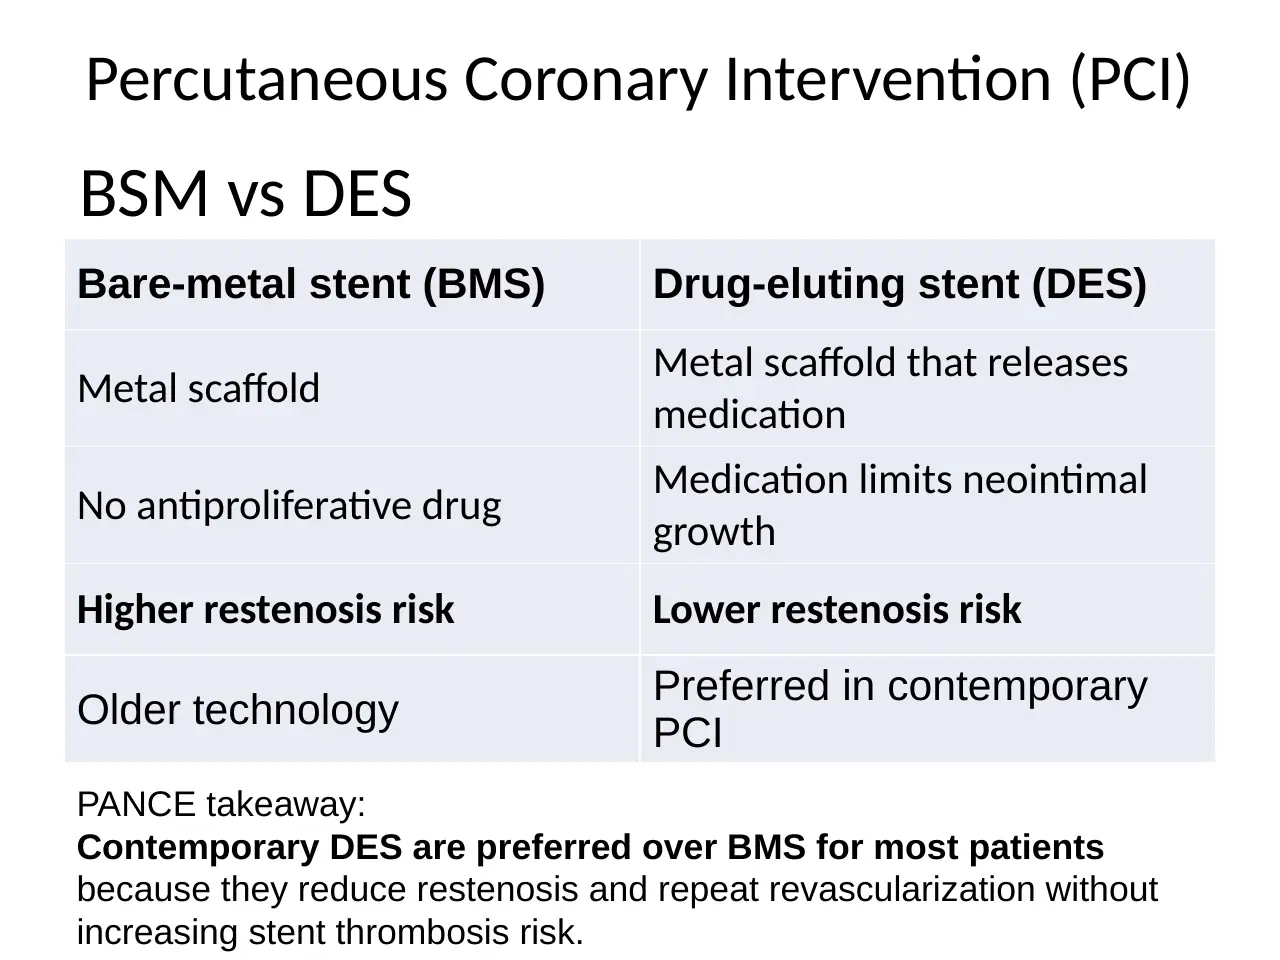 Percutaneous Coronary Intervention (PCI)
BSM vs DES
Bare-metal stent (BMS)
Drug-eluting stent (DES)
Metal scaffold
Metal scaffold that releases
medication
No antiproliferative drug
Medication limits neointimal
growth
Higher restenosis risk
Lower restenosis risk
Older technology
Preferred in contemporary
PCI
PANCE takeaway:
Contemporary DES are preferred over BMS for most patients
because they reduce restenosis and repeat revascularization without
increasing stent thrombosis risk.